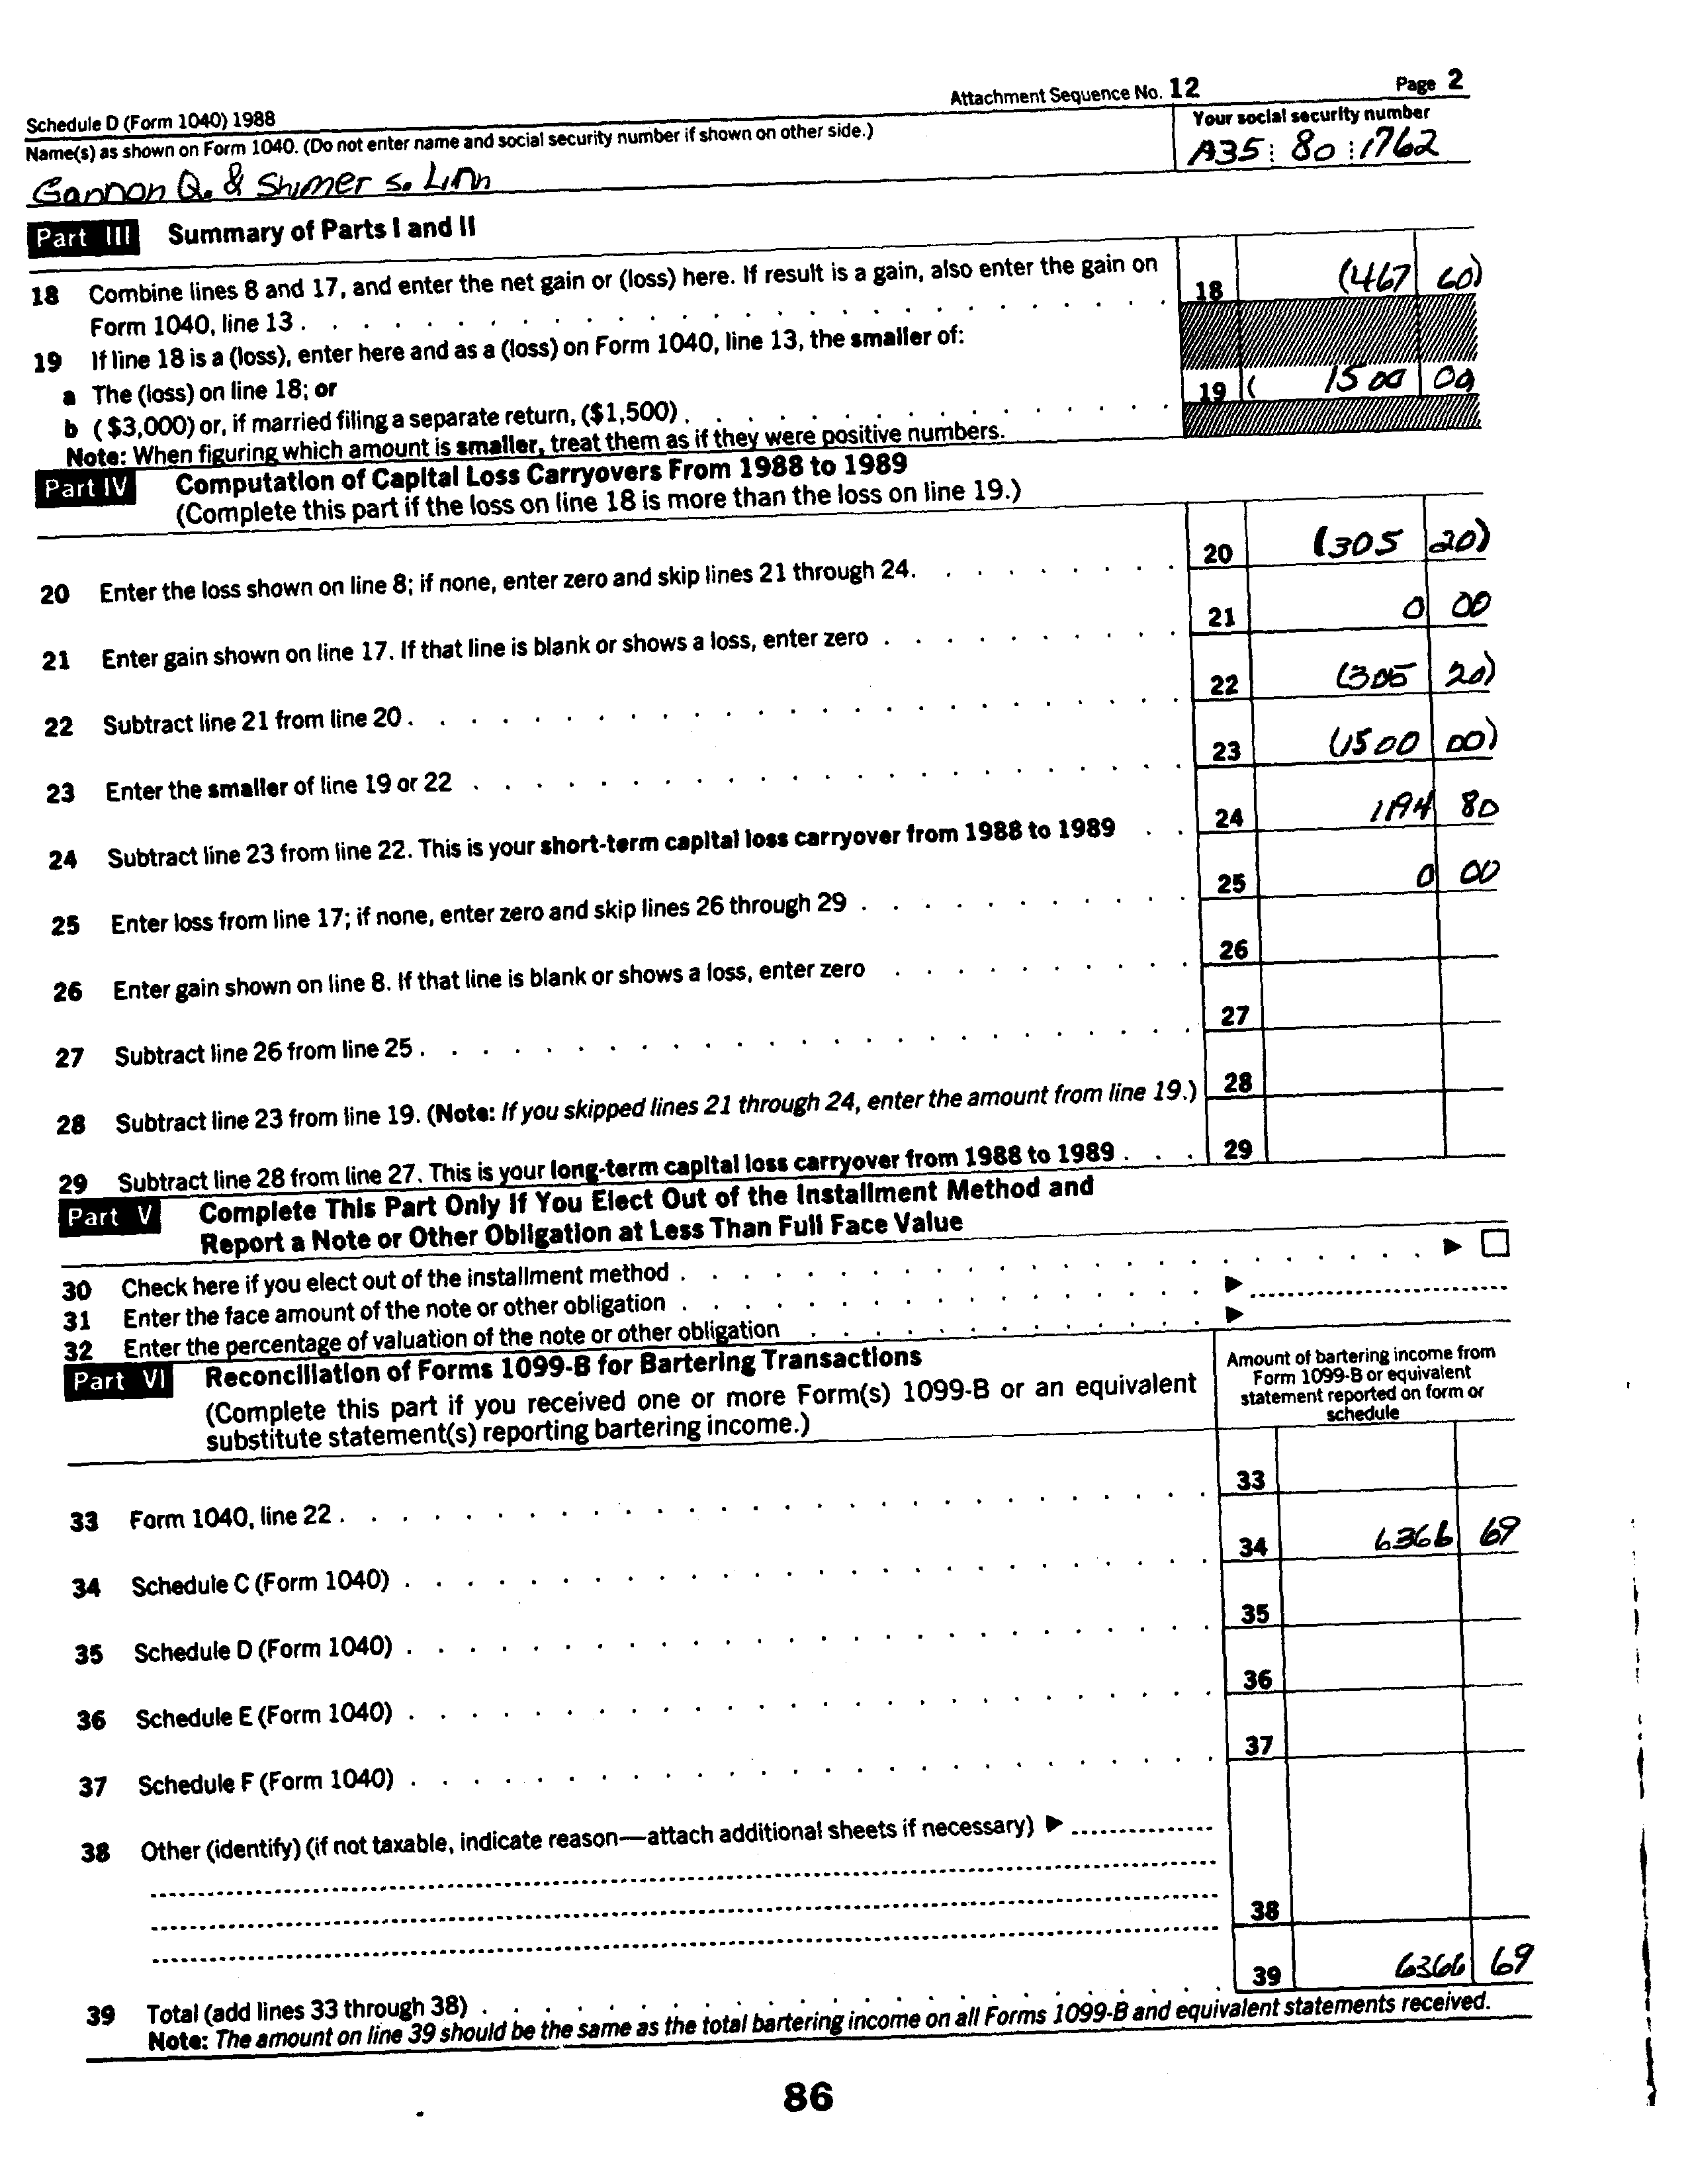 Schedule D (Form 1040) 1988 Attachment Sequence No. 12 Page 2
Name(s) as shown on Form 1040. (Do not enter name and social security number if shown on other side.) Your social security number
Gannon Q. & Shimer S. Linn A35 80 1762
Part III Summary of Parts I and II
18 Combine lines 8 and 17, and enter the net gain or (loss) here. If result is a gain, also enter the gain on
Form 1040, line 13 . 18 (467 60)
19 If line 18 is a (loss), enter here and as a (loss) on Form 1040, line 13, the smaller of:
a The (loss) on line 18; or
b ($3,000) or, if married filing a separate return, ($1,500) . 19 ( 1500 00)
Note: When figuring which amount is smaller, treat them as if they were positive numbers.
Part IV Computation of Capital Loss Carryovers From 1988 to 1989
(Complete this part if the loss on line 18 is more than the loss on line 19.)
20 Enter the loss shown on line 8; if none, enter zero and skip lines 21 through 24. 20 (305 20)
21 Enter gain shown on line 17. If that line is blank or shows a loss, enter zero 21 0 00
22 Subtract line 21 from line 20 . 22 (305 20)
23 Enter the smaller of line 19 or 22 23 (1500 00)
24 Subtract line 23 from line 22. This is your short-term capital loss carryover from 1988 to 1989 24 1194 80
25 Enter loss from line 17; if none, enter zero and skip lines 26 through 29 25 0 00
26 Enter gain shown on line 8. If that line is blank or shows a loss, enter zero 26
27 Subtract line 26 from line 25 . 27
28 Subtract line 23 from line 19. (Note: If you skipped lines 21 through 24, enter the amount from line 19.) 28
29 Subtract line 28 from line 27. This is your long-term capital loss carryover from 1988 to 1989 . 29
Part V Complete This Part Only If You Elect Out of the Installment Method and
Report a Note or Other Obligation at Less Than Full Face Value
30 Check here if you elect out of the installment method . ▶ ☐
31 Enter the face amount of the note or other obligation . ▶
32 Enter the percentage of valuation of the note or other obligation ▶
Part VI Reconciliation of Forms 1099-B for Bartering Transactions
(Complete this part if you received one or more Form(s) 1099-B or an equivalent
substitute statement(s) reporting bartering income.)
Amount of bartering income from
Form 1099-B or equivalent
statement reported on form or
schedule
33 Form 1040, line 22 . 33
34 Schedule C (Form 1040) . 34 6366 69
35 Schedule D (Form 1040) . 35
36 Schedule E (Form 1040) . 36
37 Schedule F (Form 1040) . 37
38 Other (identify) (if not taxable, indicate reason—attach additional sheets if necessary) ▶
38
39 Total (add lines 33 through 38) . 39 6366 69
Note: The amount on line 39 should be the same as the total bartering income on all Forms 1099-B and equivalent statements received.
86